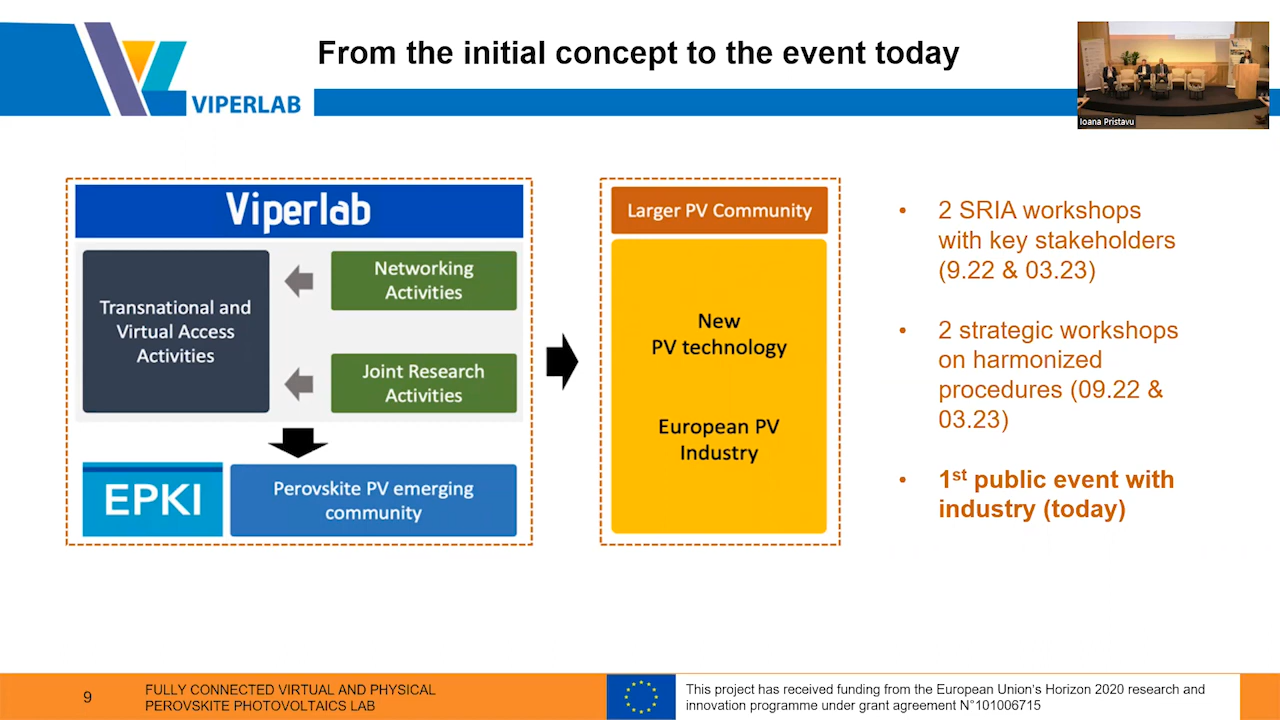 From the initial concept to the event today
VIPERLAB
Ioana Pristavu
Viperlab
Transnational and
Virtual Access
Activities
Networking
Activities
Joint Research
Activities
EPKI
Perovskite PV emerging
community
Larger PV Community
New
PV technology
European PV
Industry
• 2 SRIA workshops
with key stakeholders
(9.22 & 03.23)
• 2 strategic workshops
on harmonized
procedures (09.22 &
03.23)
• 1st public event with
industry (today)
9
FULLY CONNECTED VIRTUAL AND PHYSICAL
PEROVSKITE PHOTOVOLTAICS LAB
This project has received funding from the European Union's Horizon 2020 research and
innovation programme under grant agreement N°101006715